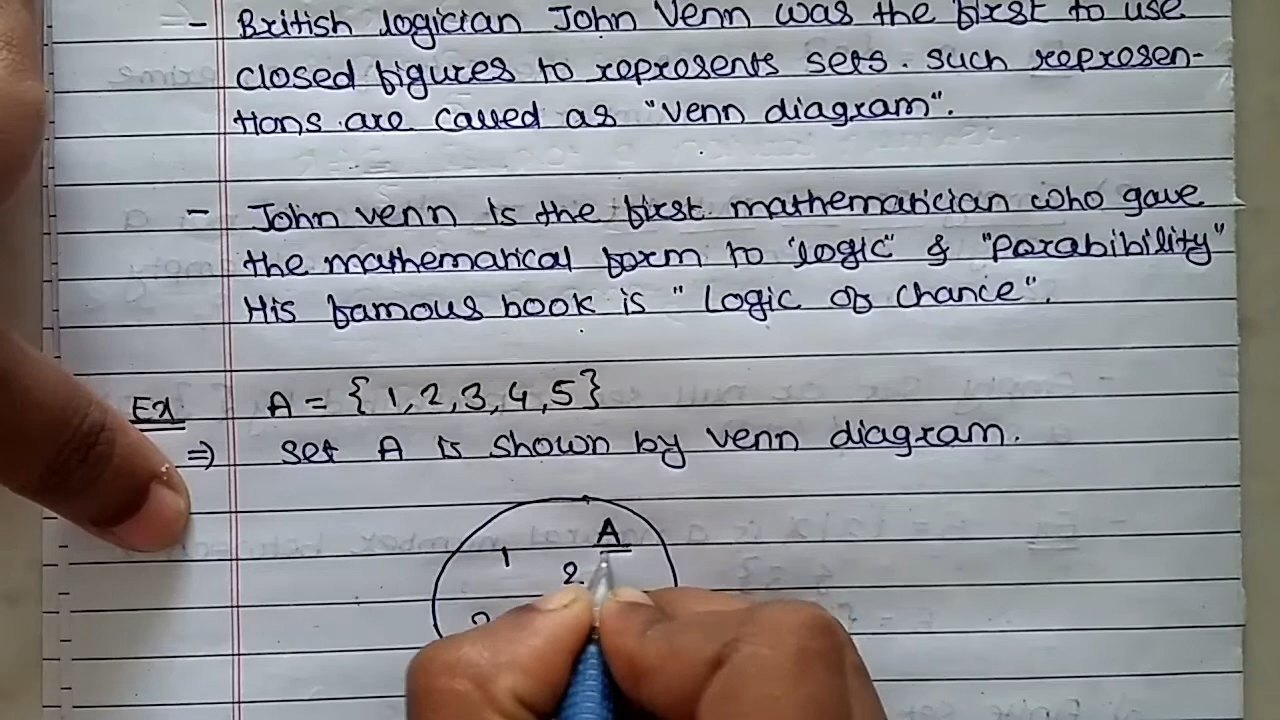 - British logician John Venn was the first to use
closed figures to represents sets. such represen-
tions are called as "Venn diagram".
- John venn is the first mathematician who gave
the mathematical form to "logic" & "Parabibility"
His famous book is "Logic of Chance".
Ex A = {1,2,3,4,5}
⇒ set A is shown by venn diagram.
A
1
2